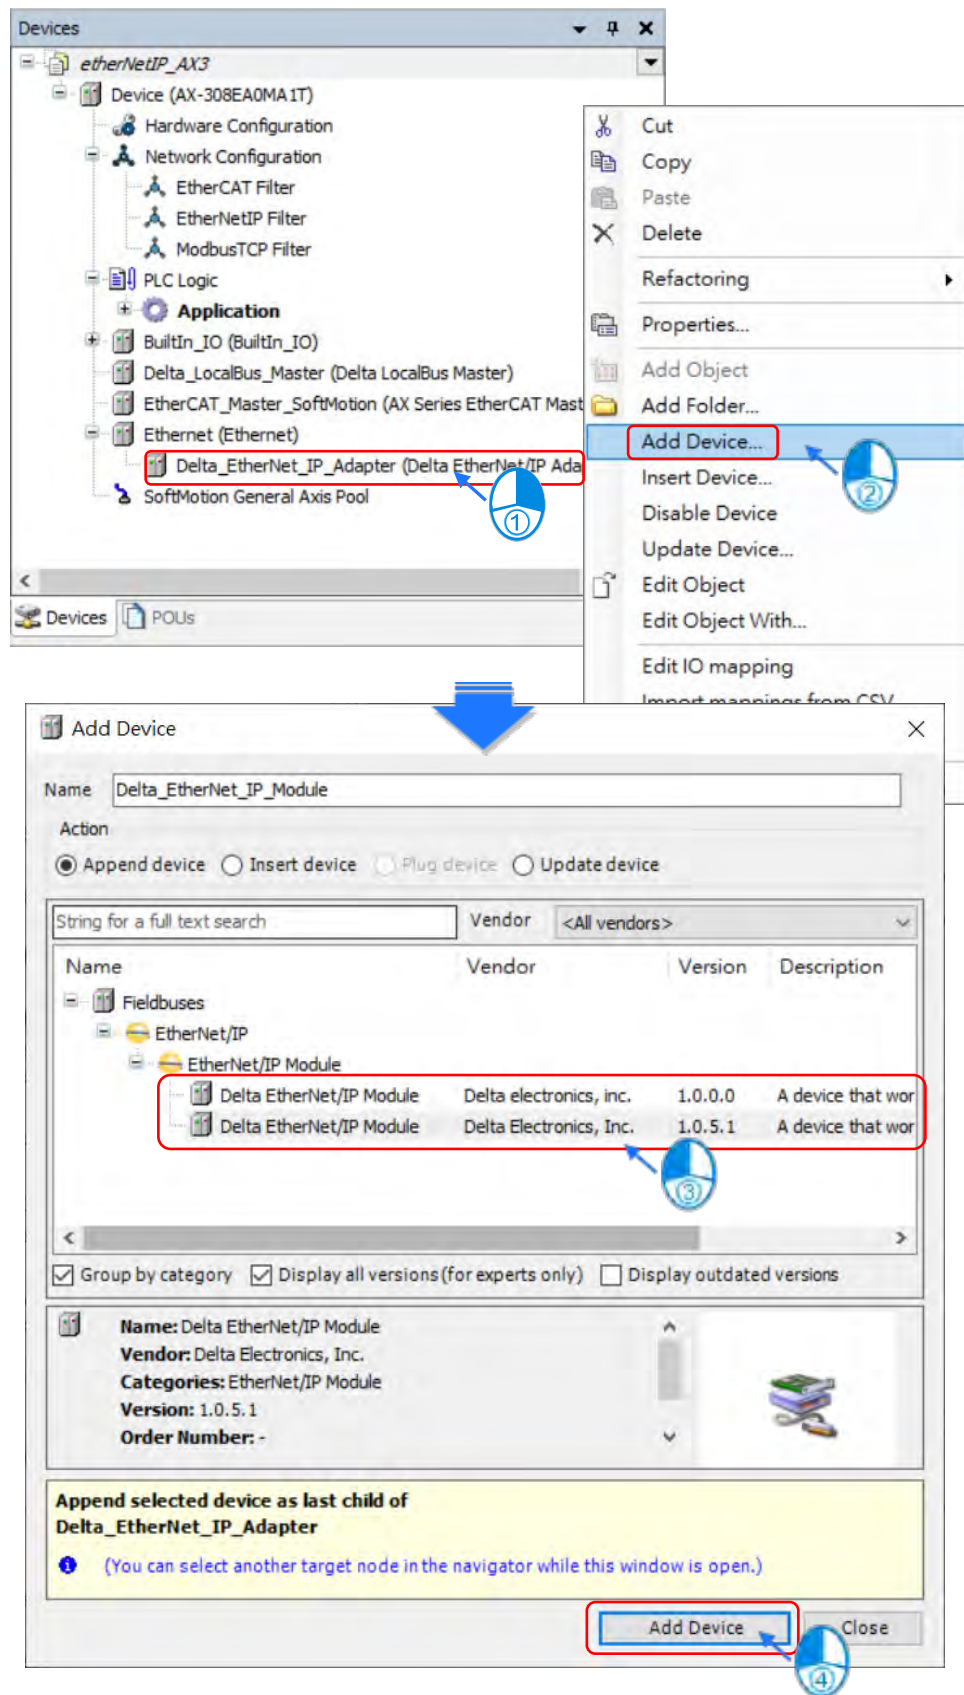 Devices
etherNetIP_AX3
Device (AX-308EA0MA1T)
Hardware Configuration
Network Configuration
EtherCAT Filter
EtherNetIP Filter
ModbusTCP Filter
PLC Logic
Application
BuiltIn_IO (BuiltIn_IO)
Delta_LocalBus_Master (Delta LocalBus Master)
EtherCAT_Master_SoftMotion (AX Series EtherCAT Mast
Ethernet (Ethernet)
Delta_EtherNet_IP_Adapter (Delta EtherNet/IP Ada
SoftMotion General Axis Pool
①
Devices
POUs
Cut
Copy
Paste
Delete
Refactoring
Properties...
Add Object
Add Folder...
Add Device...
②
Insert Device...
Disable Device
Update Device...
Edit Object
Edit Object With...
Edit IO mapping
Import mappings from CSV
Add Device
Name Delta_EtherNet_IP_Module
Action
Append device Insert device Plug device Update device
String for a full text search Vendor <All vendors>
Name Vendor Version Description
Fieldbuses
EtherNet/IP
EtherNet/IP Module
Delta EtherNet/IP Module Delta electronics, inc. 1.0.0.0 A device that wor
Delta EtherNet/IP Module Delta Electronics, Inc. 1.0.5.1 A device that wor
③
Group by category Display all versions(for experts only) Display outdated versions
Name: Delta EtherNet/IP Module
Vendor: Delta Electronics, Inc.
Categories: EtherNet/IP Module
Version: 1.0.5.1
Order Number: -
Append selected device as last child of
Delta_EtherNet_IP_Adapter
(You can select another target node in the navigator while this window is open.)
Add Device Close
④